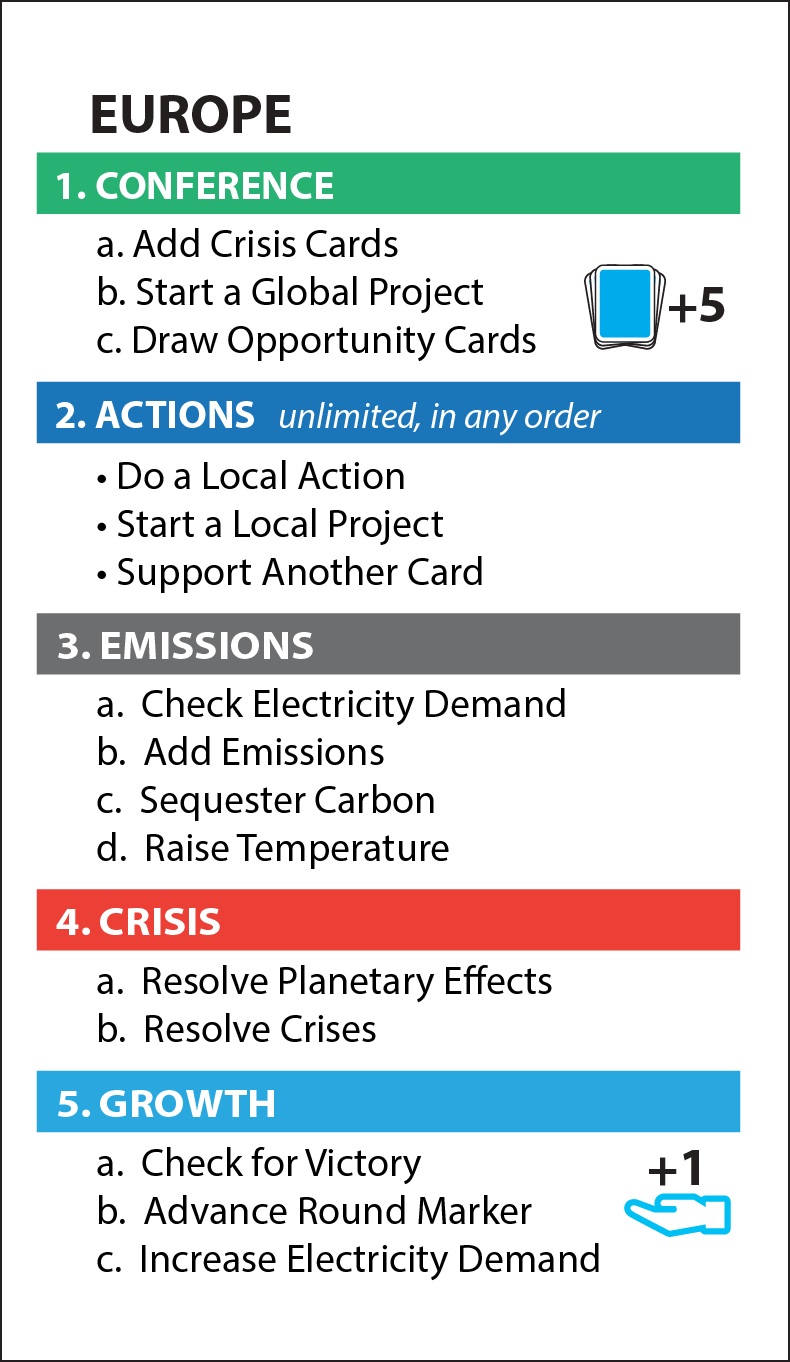 EUROPE
1. CONFERENCE
a. Add Crisis Cards
b. Start a Global Project
c. Draw Opportunity Cards
+5
2. ACTIONS unlimited, in any order
• Do a Local Action
• Start a Local Project
• Support Another Card
3. EMISSIONS
a. Check Electricity Demand
b. Add Emissions
c. Sequester Carbon
d. Raise Temperature
4. CRISIS
a. Resolve Planetary Effects
b. Resolve Crises
5. GROWTH
a. Check for Victory
+1
b. Advance Round Marker
c. Increase Electricity Demand